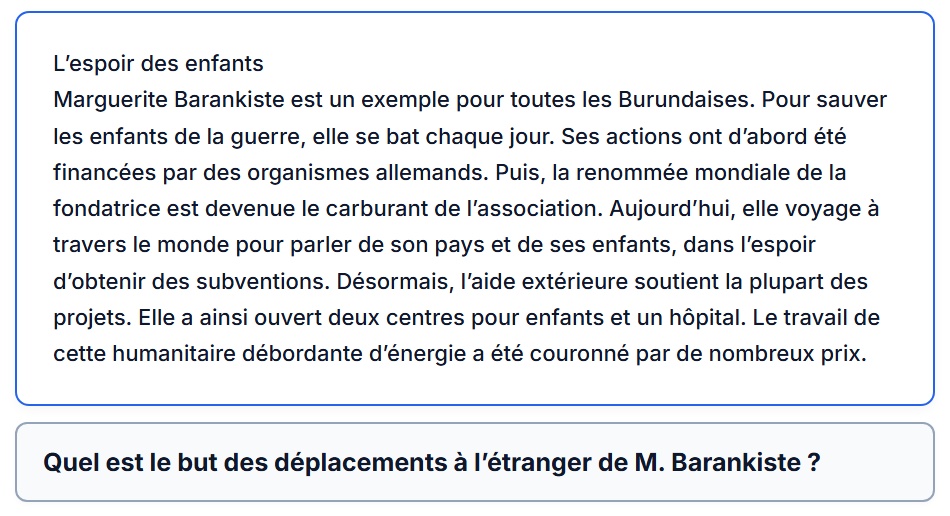 L’espoir des enfants
Marguerite Barankiste est un exemple pour toutes les Burundaises. Pour sauver
les enfants de la guerre, elle se bat chaque jour. Ses actions ont d’abord été
financées par des organismes allemands. Puis, la renommée mondiale de la
fondatrice est devenue le carburant de l’association. Aujourd’hui, elle voyage à
travers le monde pour parler de son pays et de ses enfants, dans l’espoir
d’obtenir des subventions. Désormais, l’aide extérieure soutient la plupart des
projets. Elle a ainsi ouvert deux centres pour enfants et un hôpital. Le travail de
cette humanitaire débordante d’énergie a été couronné par de nombreux prix.
Quel est le but des déplacements à l’étranger de M. Barankiste ?